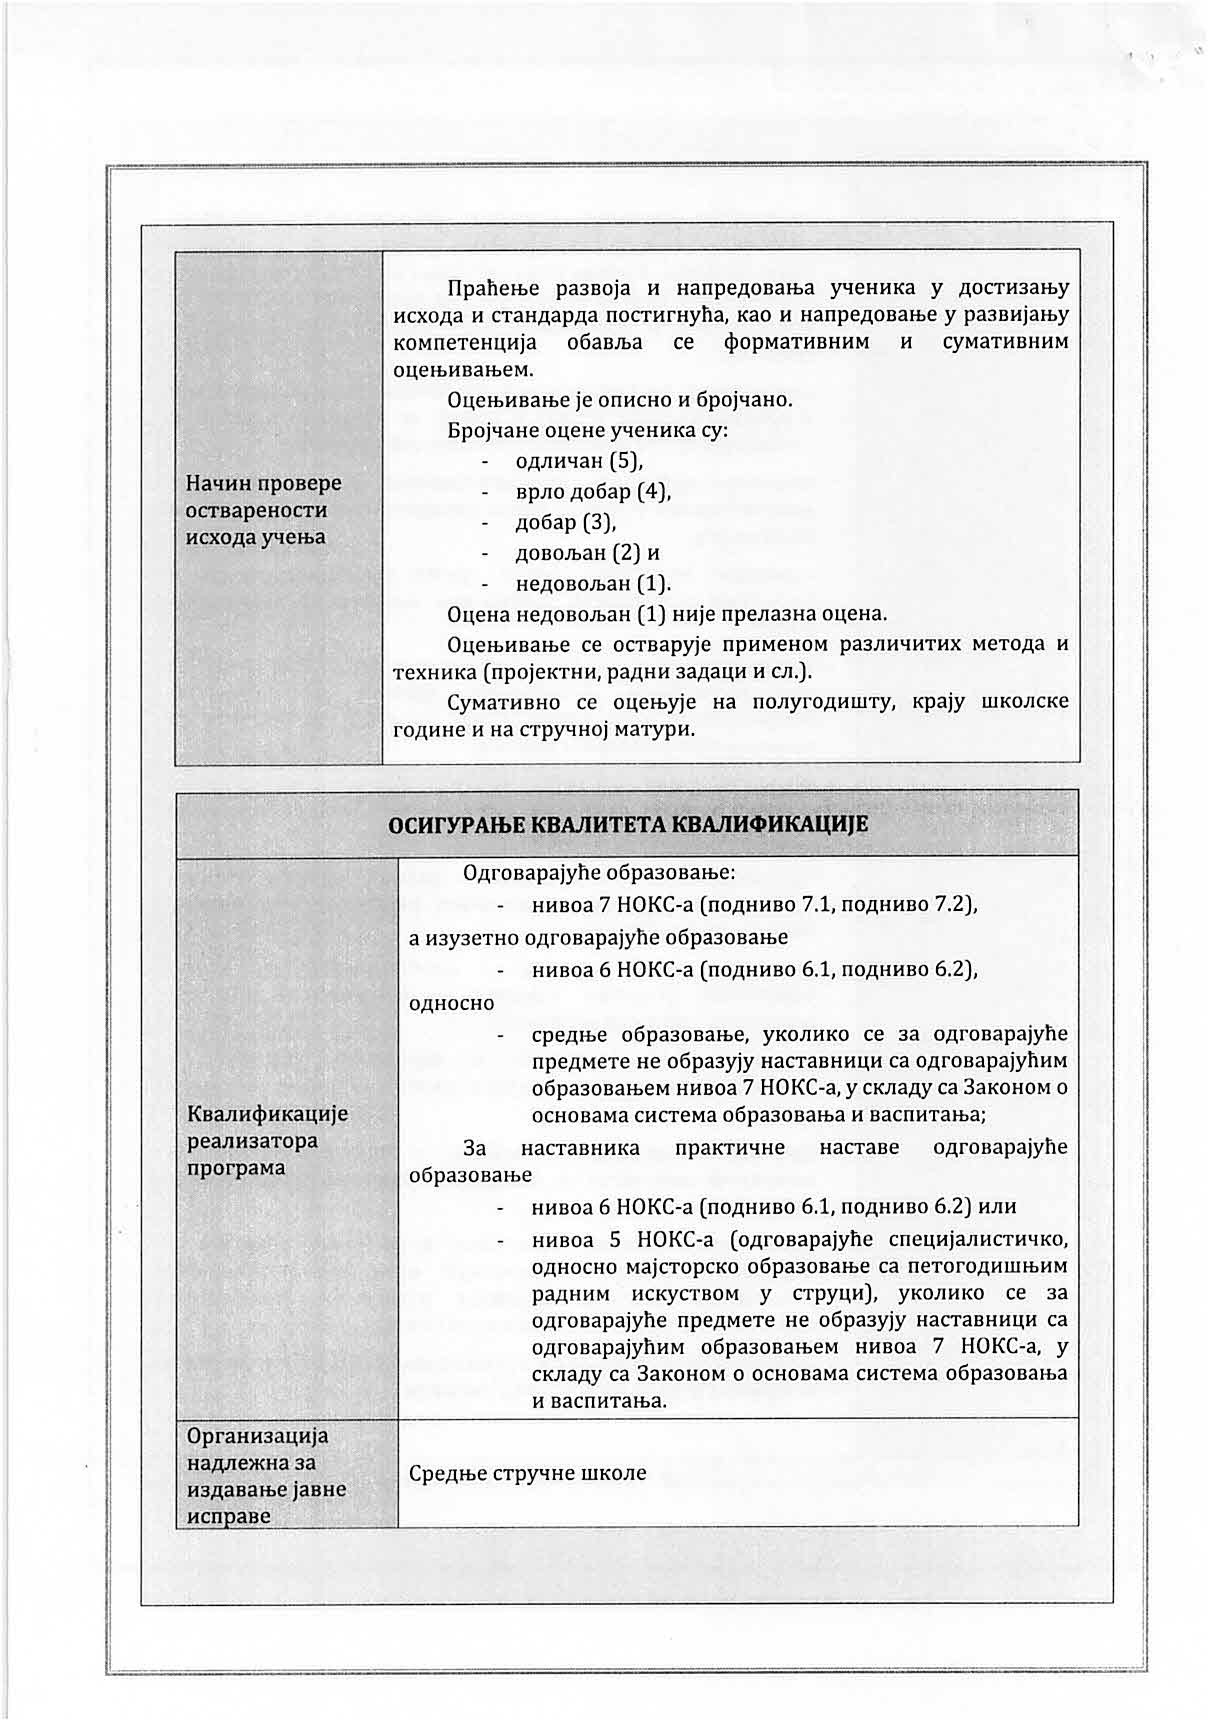 Праћење развоја и напредовања ученика у достизању
исхода и стандарда постигнућа, као и напредовање у развијању
компетенција обавља се формативним и сумативним
оцењивањем.
Оцењивање је описно и бројчано.
Бројчане оцене ученика су:
- одличан (5),
- врло добар (4),
- добар (3),
- довољан (2) и
- недовољан (1).
Оцена недовољан (1) није прелазна оцена.
Оцењивање се остварује применом различитих метода и
техника (пројектни, радни задаци и сл.).
Сумативно се оцењује на полугодишту, крају школске
године и на стручној матури.
Начин провере
остварености
исхода учења
ОСИГУРАЊЕ КВАЛИТЕТА КВАЛИФИКАЦИЈЕ
Квалификације
реализатора
програма
Одговарајуће образовање:
- нивоа 7 НОКС-а (подниво 7.1, подниво 7.2),
а изузетно одговарајуће образовање
- нивоа 6 НОКС-а (подниво 6.1, подниво 6.2),
односно
- средње образовање, уколико се за одговарајуће
предмете не образују наставници са одговарајућим
образовањем нивоа 7 НОКС-а, у складу са Законом о
основама система образовања и васпитања;
За наставника практичне наставе одговарајуће
образовање
- нивоа 6 НОКС-а (подниво 6.1, подниво 6.2) или
- нивоа 5 НОКС-а (одговарајуће специјалистичко,
односно мајсторско образовање са петогодишњим
радним искуством у струци), уколико се за
одговарајуће предмете не образују наставници са
одговарајућим образовањем нивоа 7 НОКС-а, у
складу са Законом о основама система образовања
и васпитања.
Организација
надлежна за
издавање јавне
исправе
Средње стручне школе